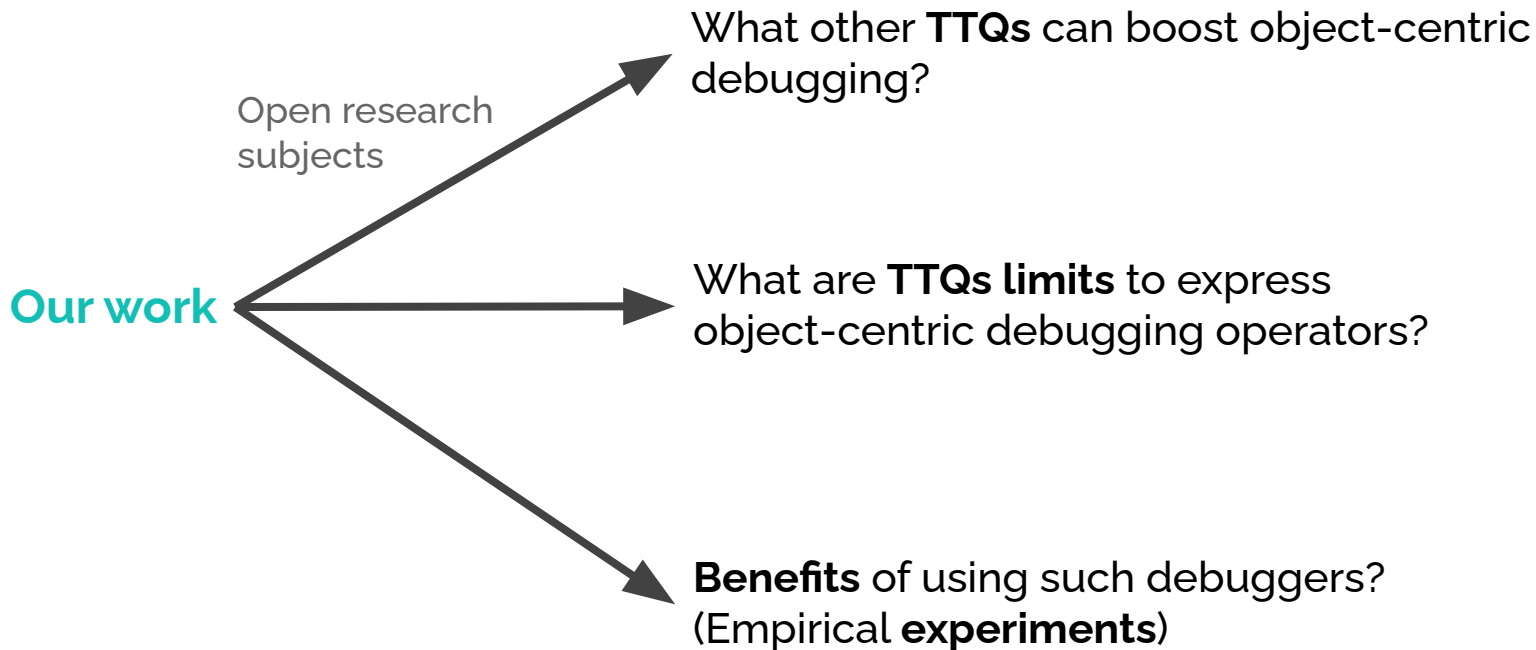 What other TTQs can boost object-centric
debugging?
Open research
subjects
Our work
What are TTQs limits to express
object-centric debugging operators?
Benefits of using such debuggers?
(Empirical experiments)